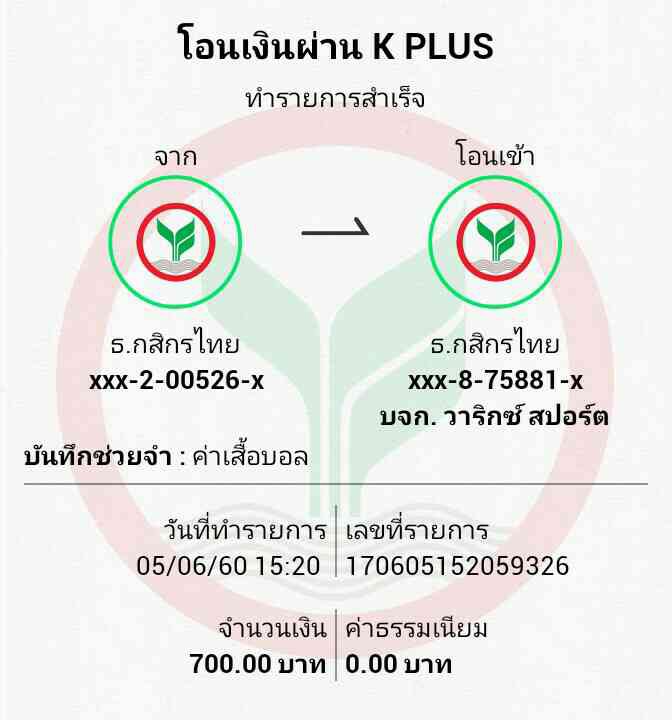 โอนเงินผ่าน K PLUS
ทำรายการสำเร็จ
จาก
โอนเข้า
ธ.กสิกรไทย
xxx-2-00526-x
ธ.กสิกรไทย
xxx-8-75881-x
บจก. วาริกซ์ สปอร์ต
บันทึกช่วยจำ : ค่าเสื้อบอล
วันที่ทำรายการ
05/06/60 15:20
เลขที่รายการ
170605152059326
จำนวนเงิน
700.00 บาท
ค่าธรรมเนียม
0.00 บาท